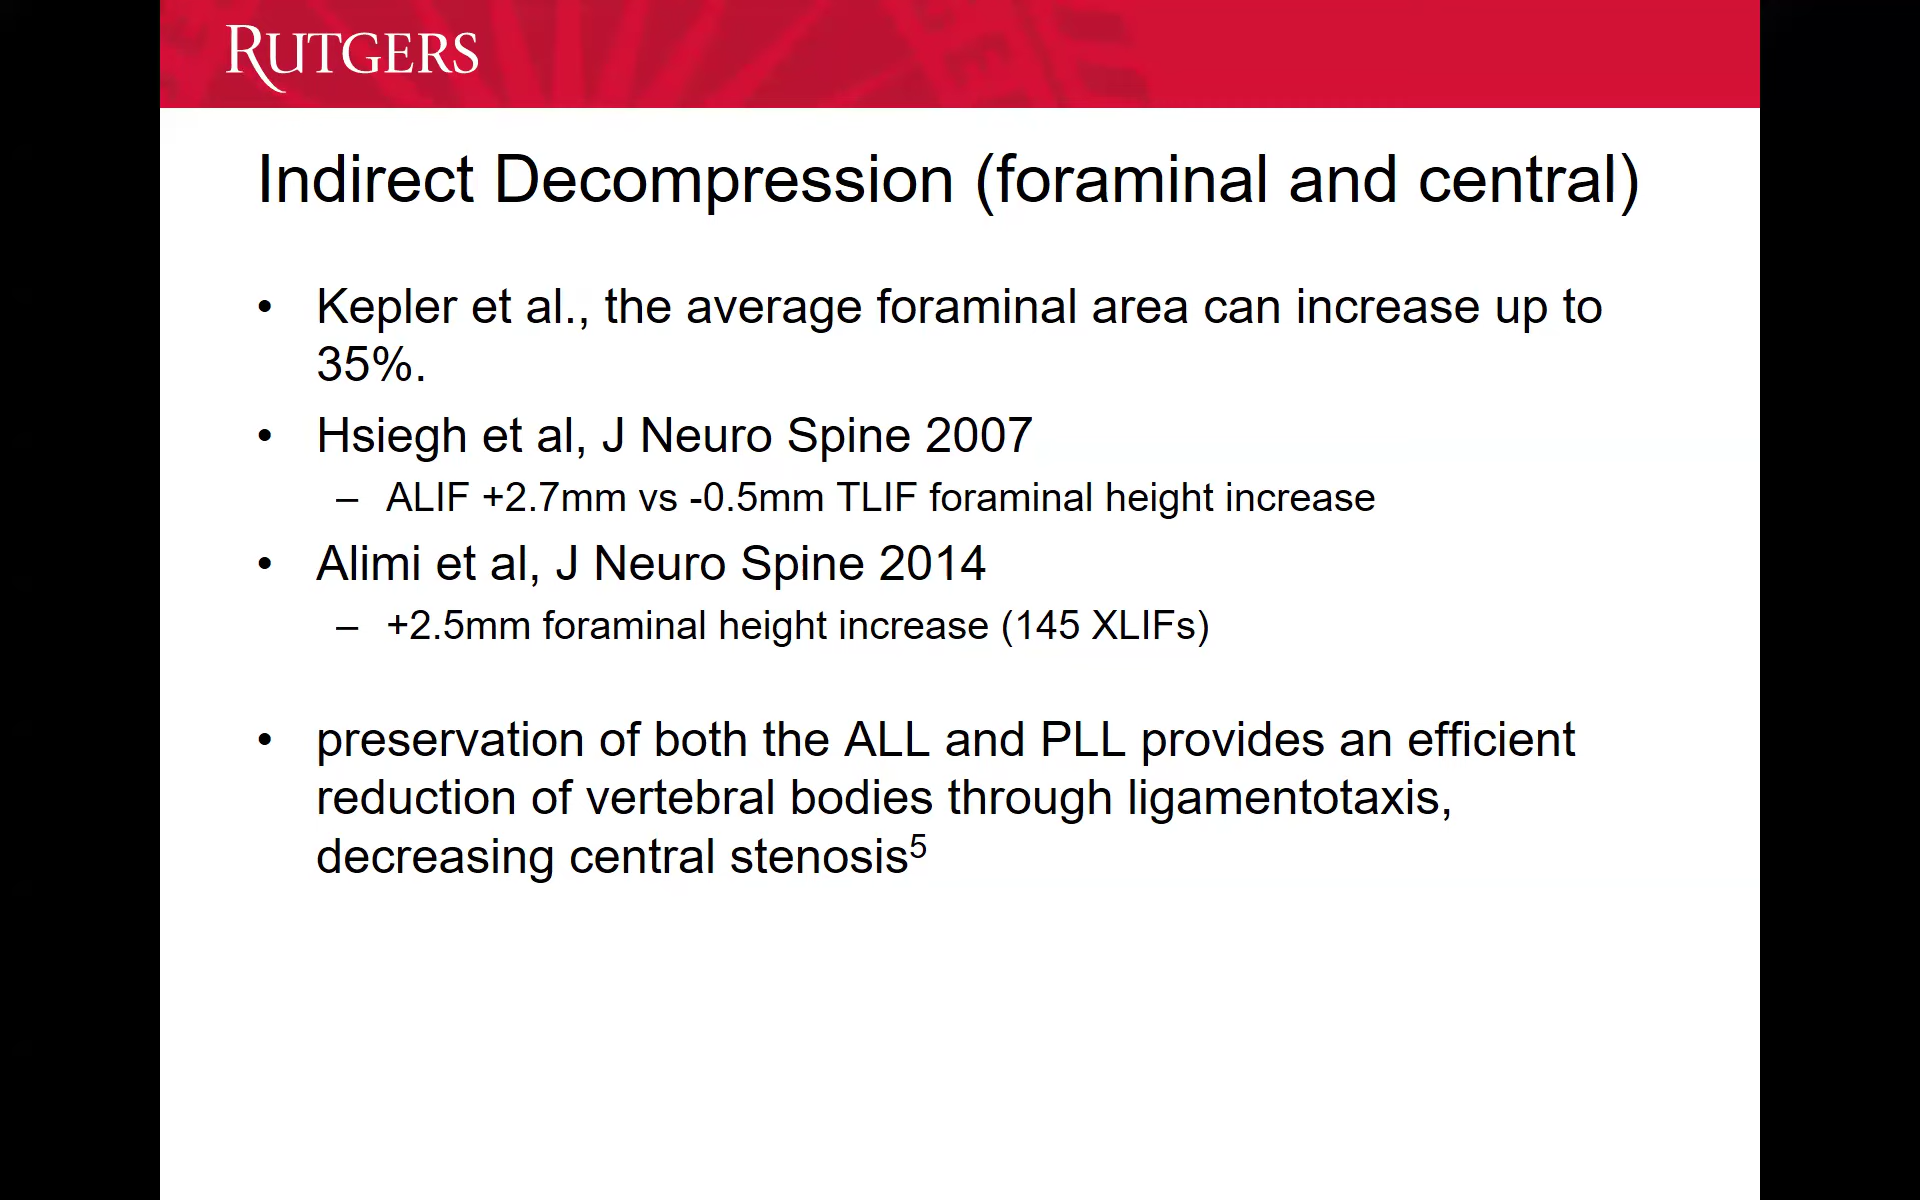 RUTGERS
Indirect Decompression (foraminal and central)
• Kepler et al., the average foraminal area can increase up to
35%.
• Hsiegh et al, J Neuro Spine 2007
– ALIF +2.7mm vs -0.5mm TLIF foraminal height increase
• Alimi et al, J Neuro Spine 2014
– +2.5mm foraminal height increase (145 XLIFs)
• preservation of both the ALL and PLL provides an efficient
reduction of vertebral bodies through ligamentotaxis,
decreasing central stenosis⁵